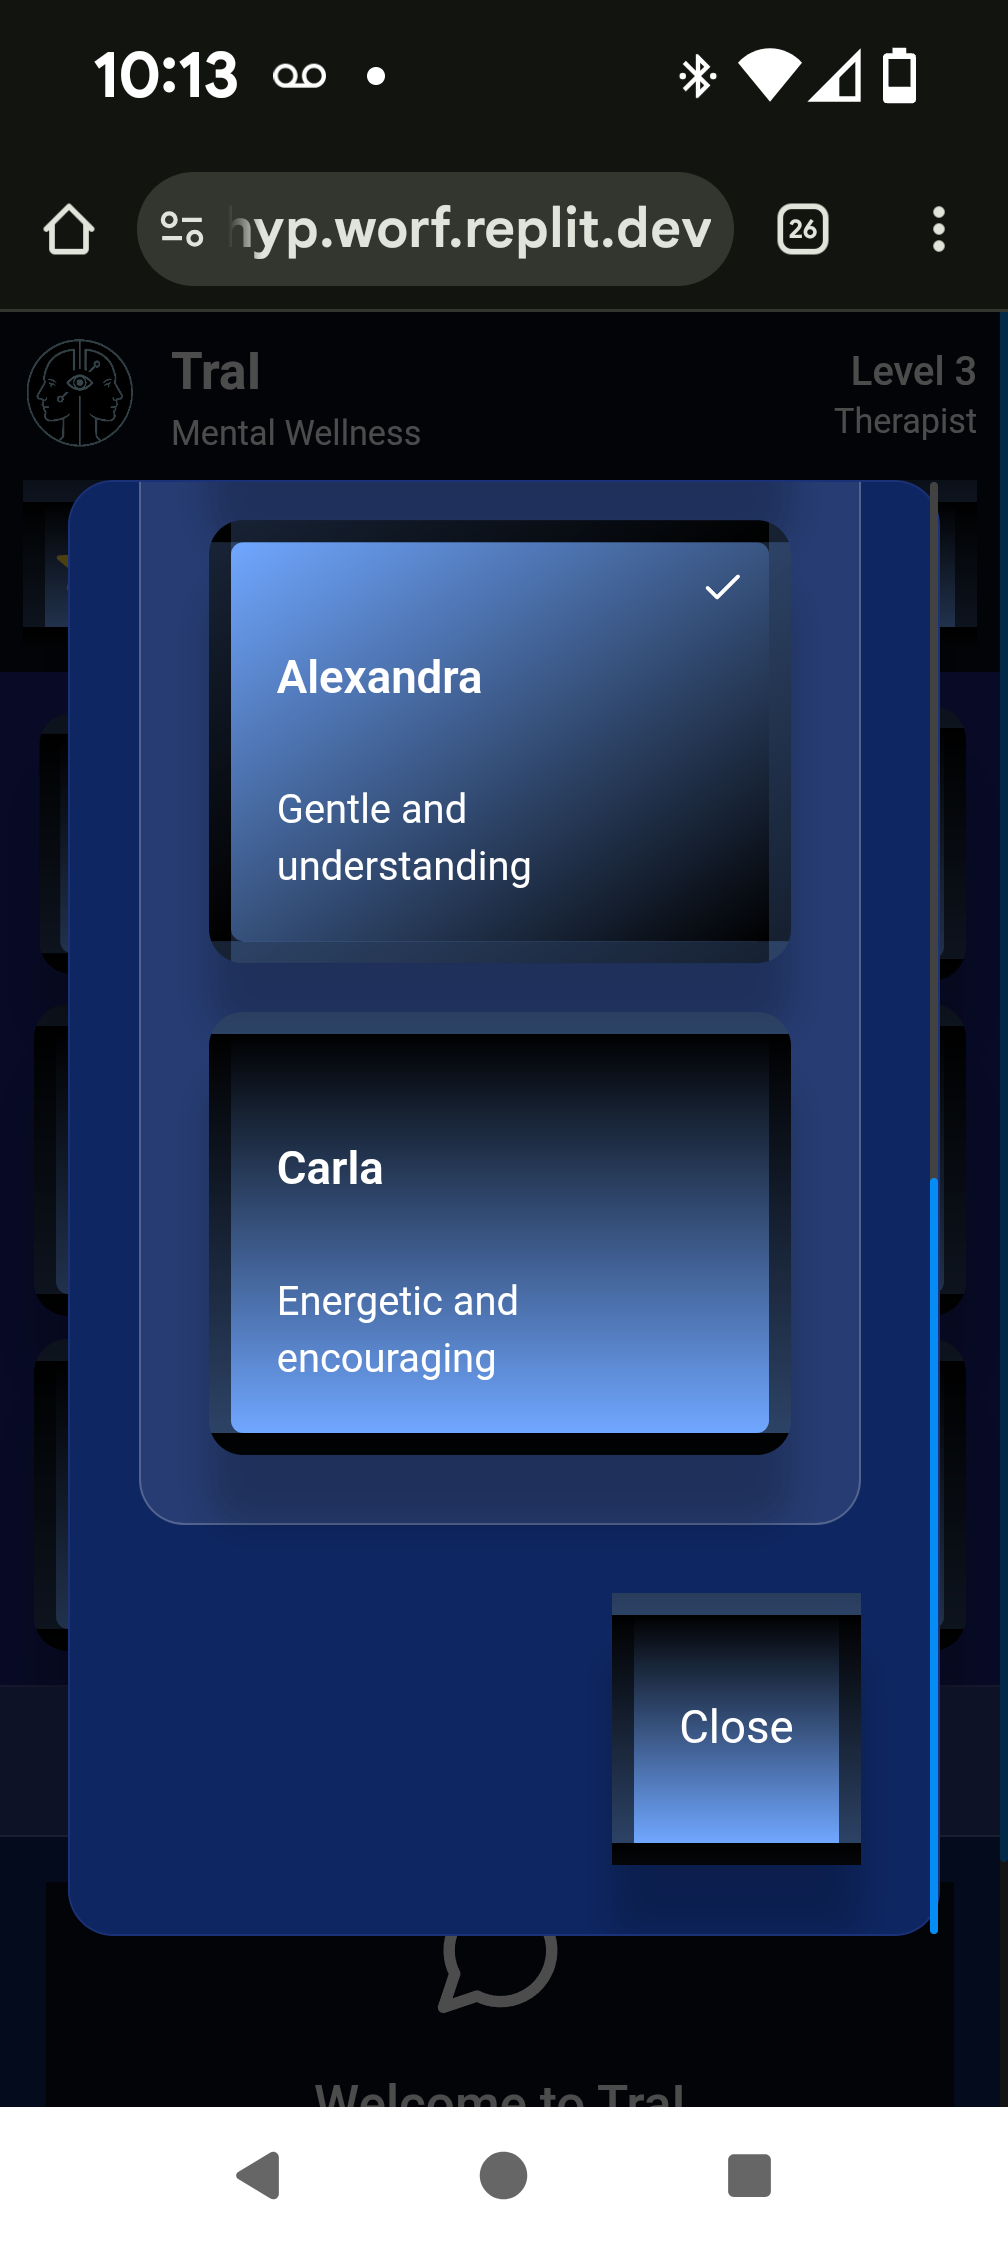 10:13
hyp.worf.replit.dev
26
Tral
Mental Wellness
Level 3
Therapist
Alexandra
Gentle and
understanding
Carla
Energetic and
encouraging
Close
Welcome to Tral